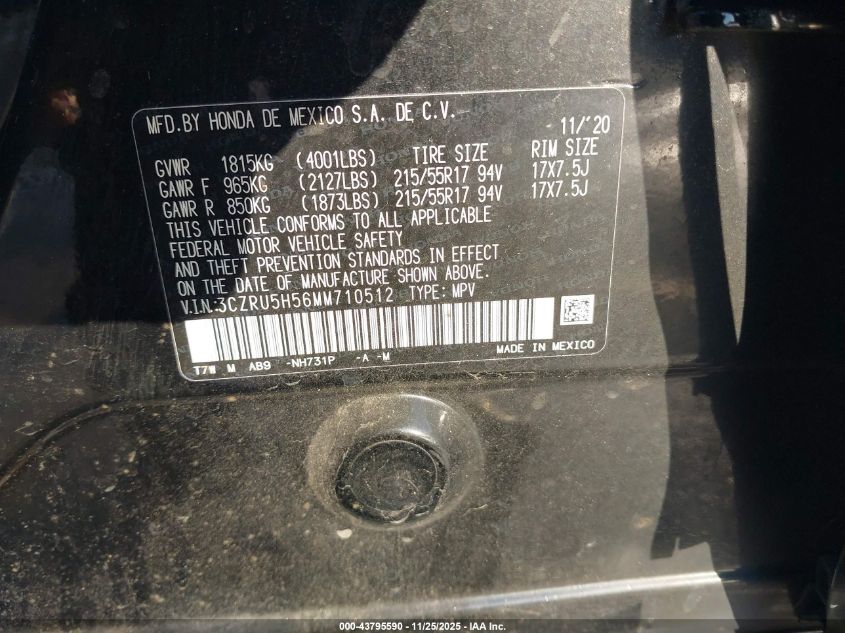 MFD.BY HONDA DE MEXICO S.A. DE C.V. 11/'20
GVWR 1815KG (4001LBS) TIRE SIZE RIM SIZE
GAWR F 965KG (2127LBS) 215/55R17 94V 17X7.5J
GAWR R 850KG (1873LBS) 215/55R17 94V 17X7.5J
THIS VEHICLE CONFORMS TO ALL APPLICABLE
FEDERAL MOTOR VEHICLE SAFETY
AND THEFT PREVENTION STANDARDS IN EFFECT
ON THE DATE OF MANUFACTURE SHOWN ABOVE.
V.I.N:3CZRU5H56MM710512 TYPE: MPV
T7W M AB9 -NH731P -A -M MADE IN MEXICO
000-43795590 - 11/25/2025 - IAA Inc.